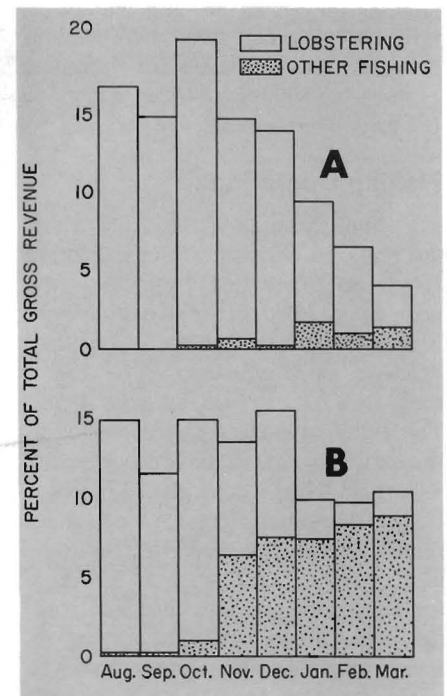 20
LOBSTERING
OTHER FISHING
15
A
10
5
0
PERCENT OF TOTAL GROSS REVENUE
15
B
10
5
0
Aug. Sep. Oct. Nov. Dec. Jan. Feb. Mar.